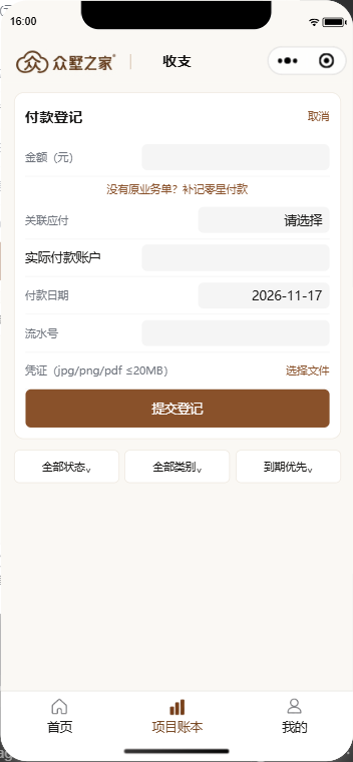 16:00
众墅之家
收支
付款登记
取消
金额（元）
没有原业务单？补记零星付款
关联应付
请选择
实际付款账户
付款日期
2026-11-17
流水号
凭证（jpg/png/pdf ≤20MB）
选择文件
提交登记
全部状态
全部类别
到期优先
首页
项目账本
我的